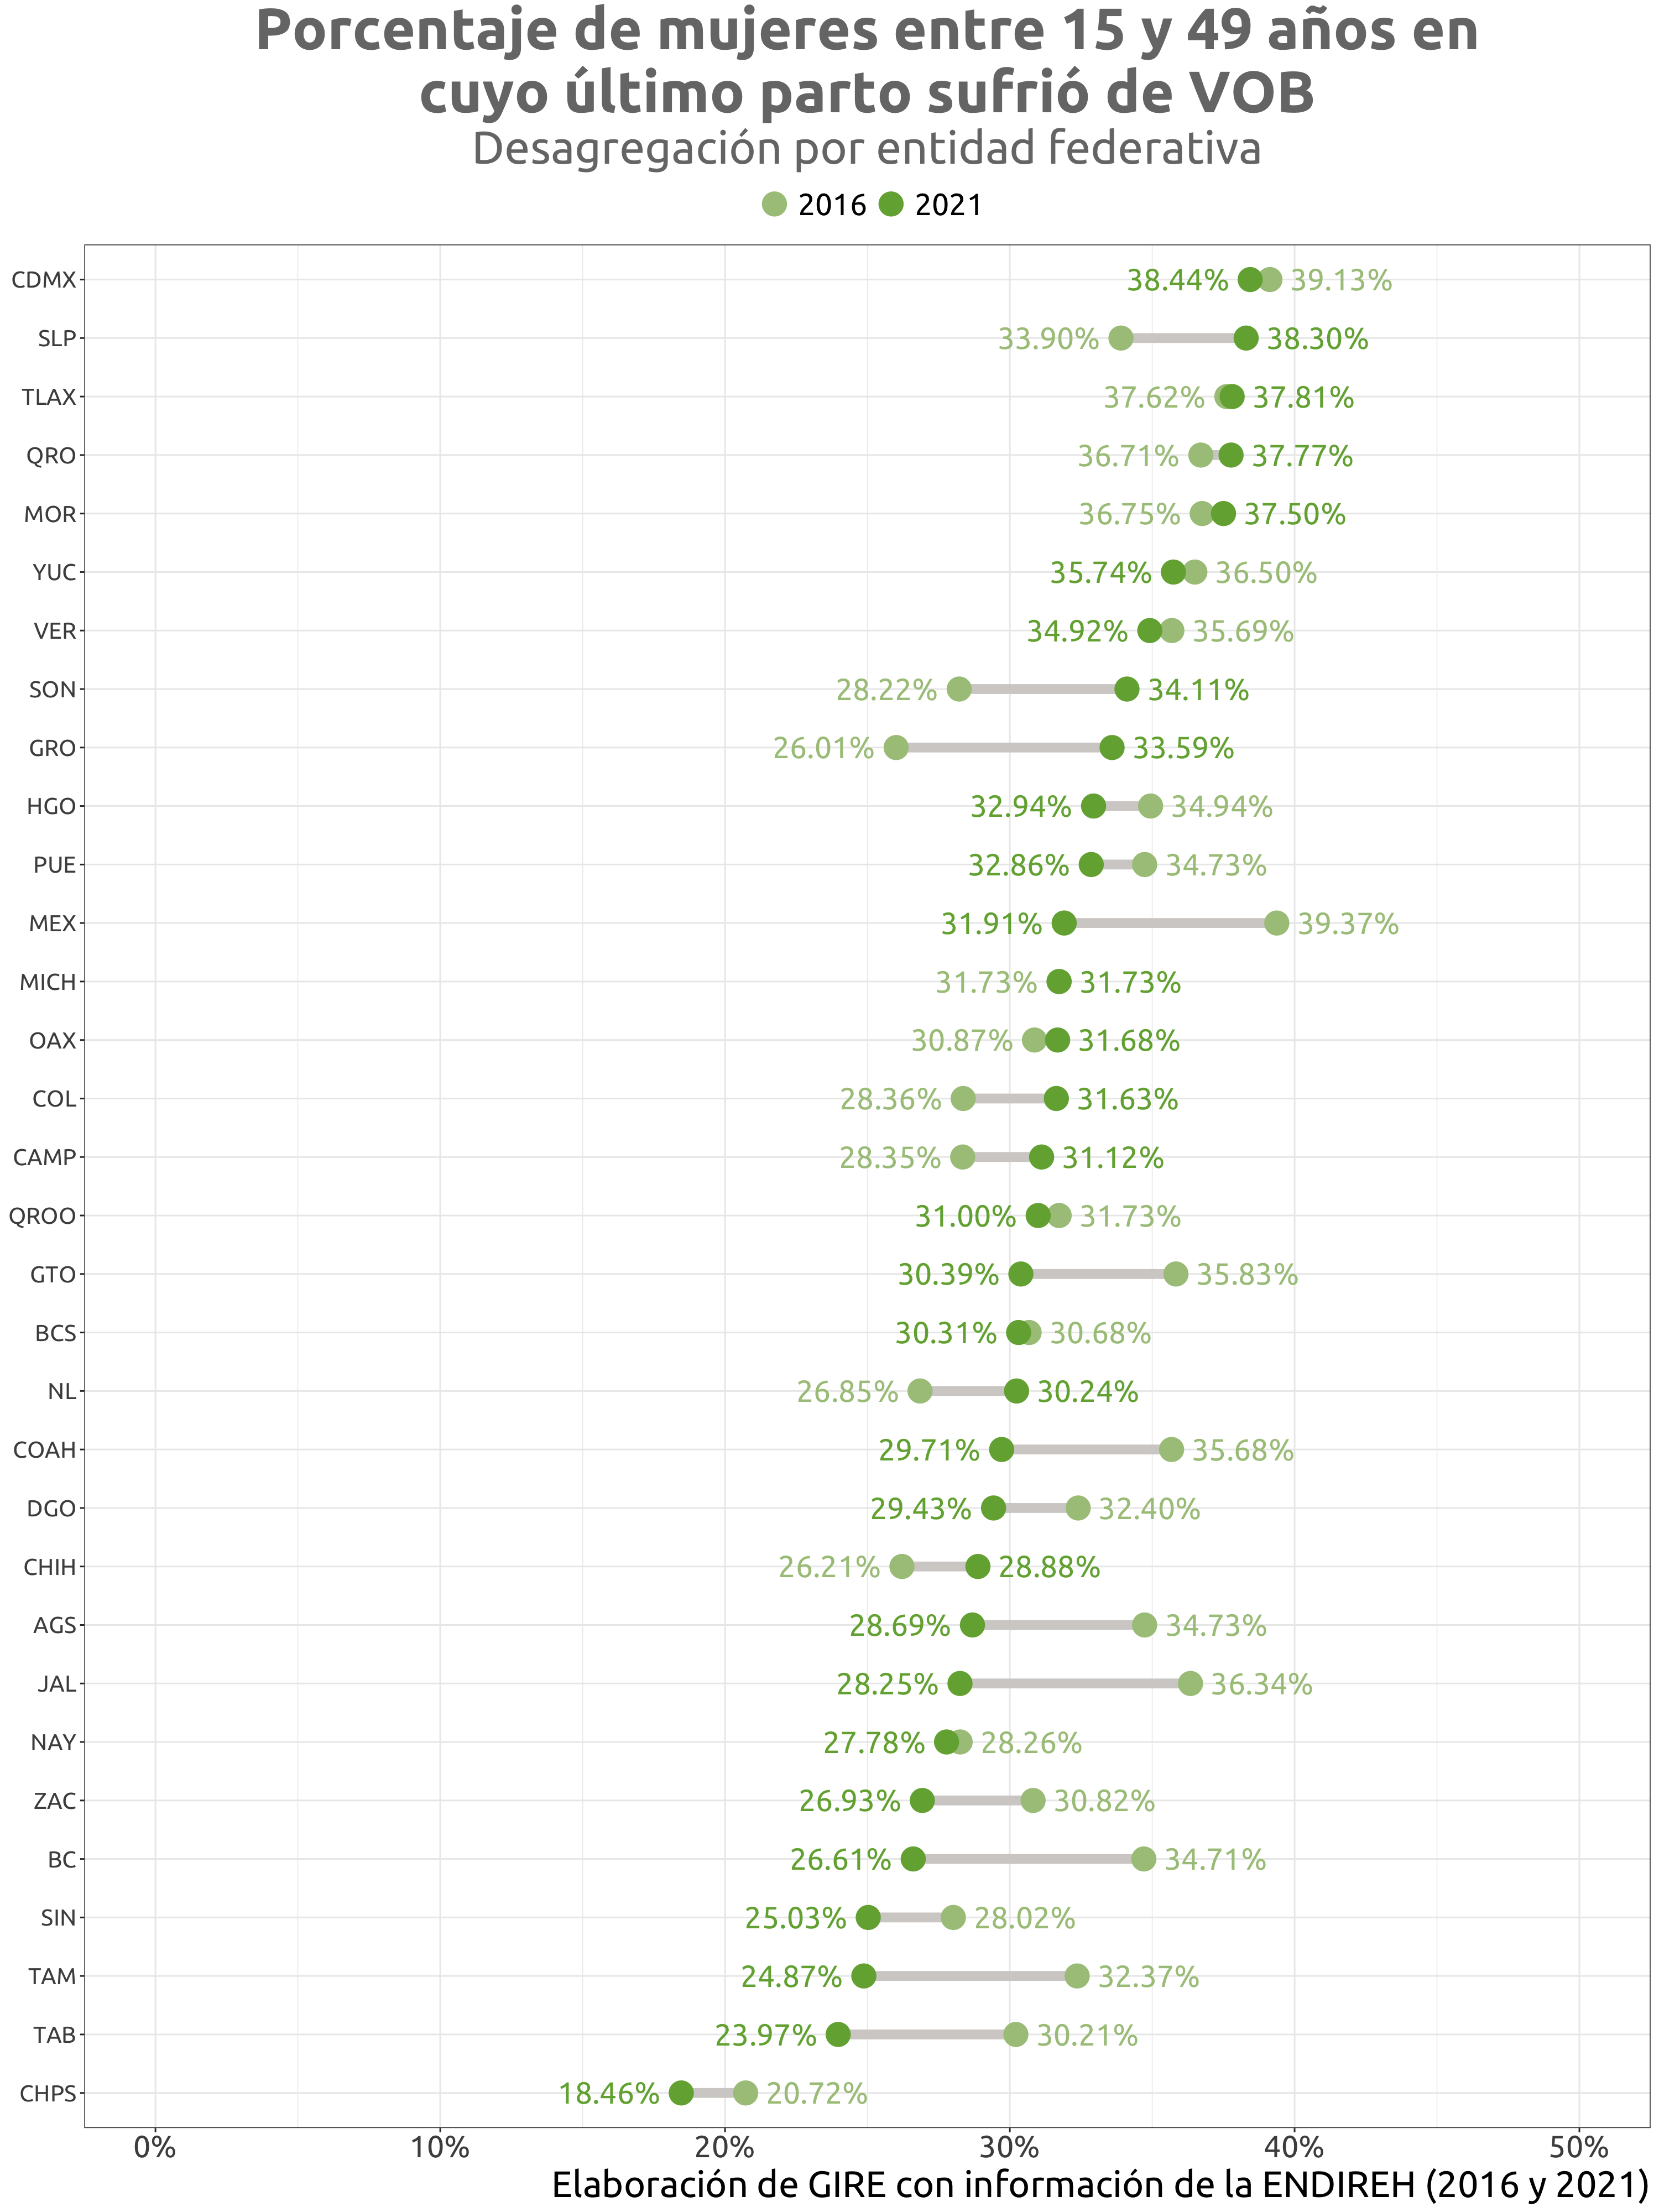 Porcentaje de mujeres entre 15 y 49 años en
cuyo último parto sufrió de VOB
Desagregación por entidad federativa
2016 2021
CDMX 38.44% 39.13%
SLP 33.90% 38.30%
TLAX 37.62% 37.81%
QRO 36.71% 37.77%
MOR 36.75% 37.50%
YUC 35.74% 36.50%
VER 34.92% 35.69%
SON 28.22% 34.11%
GRO 26.01% 33.59%
HGO 32.94% 34.94%
PUE 32.86% 34.73%
MEX 31.91% 39.37%
MICH 31.73% 31.73%
OAX 30.87% 31.68%
COL 28.36% 31.63%
CAMP 28.35% 31.12%
QROO 31.00% 31.73%
GTO 30.39% 35.83%
BCS 30.31% 30.68%
NL 26.85% 30.24%
COAH 29.71% 35.68%
DGO 29.43% 32.40%
CHIH 26.21% 28.88%
AGS 28.69% 34.73%
JAL 28.25% 36.34%
NAY 27.78% 28.26%
ZAC 26.93% 30.82%
BC 26.61% 34.71%
SIN 25.03% 28.02%
TAM 24.87% 32.37%
TAB 23.97% 30.21%
CHPS 18.46% 20.72%
0% 10% 20% 30% 40% 50%
Elaboración de GIRE con información de la ENDIREH (2016 y 2021)